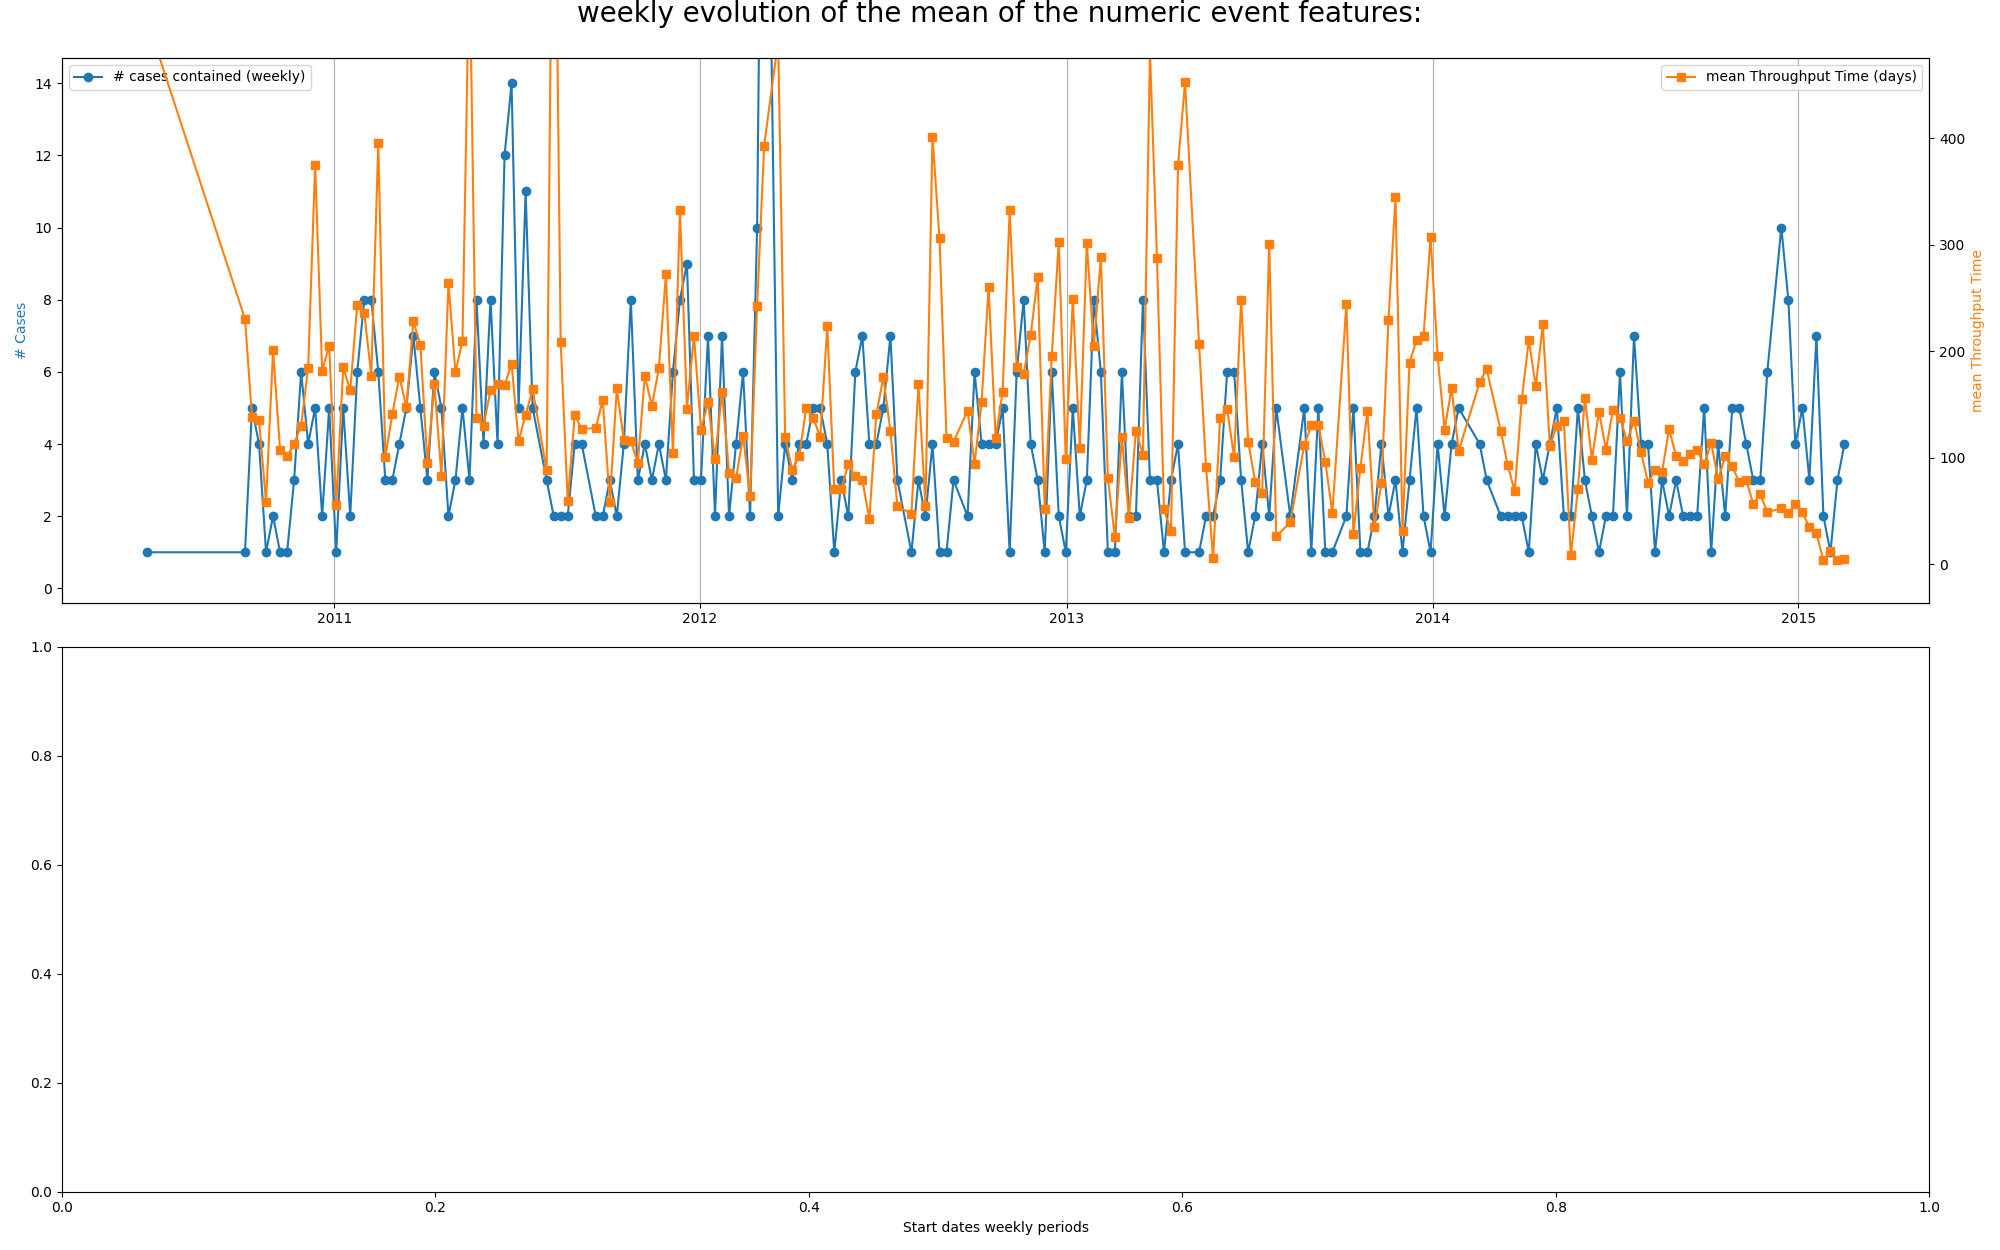 weekly evolution of the mean of the numeric event features:
# cases contained (weekly)
mean Throughput Time (days)
14
12
10
8
6
4
2
0
# Cases
400
300
200
100
0
mean Throughput Time
2011 2012 2013 2014 2015
1.0
0.8
0.6
0.4
0.2
0.0
0.0 0.2 0.4 0.6 0.8 1.0
Start dates weekly periods